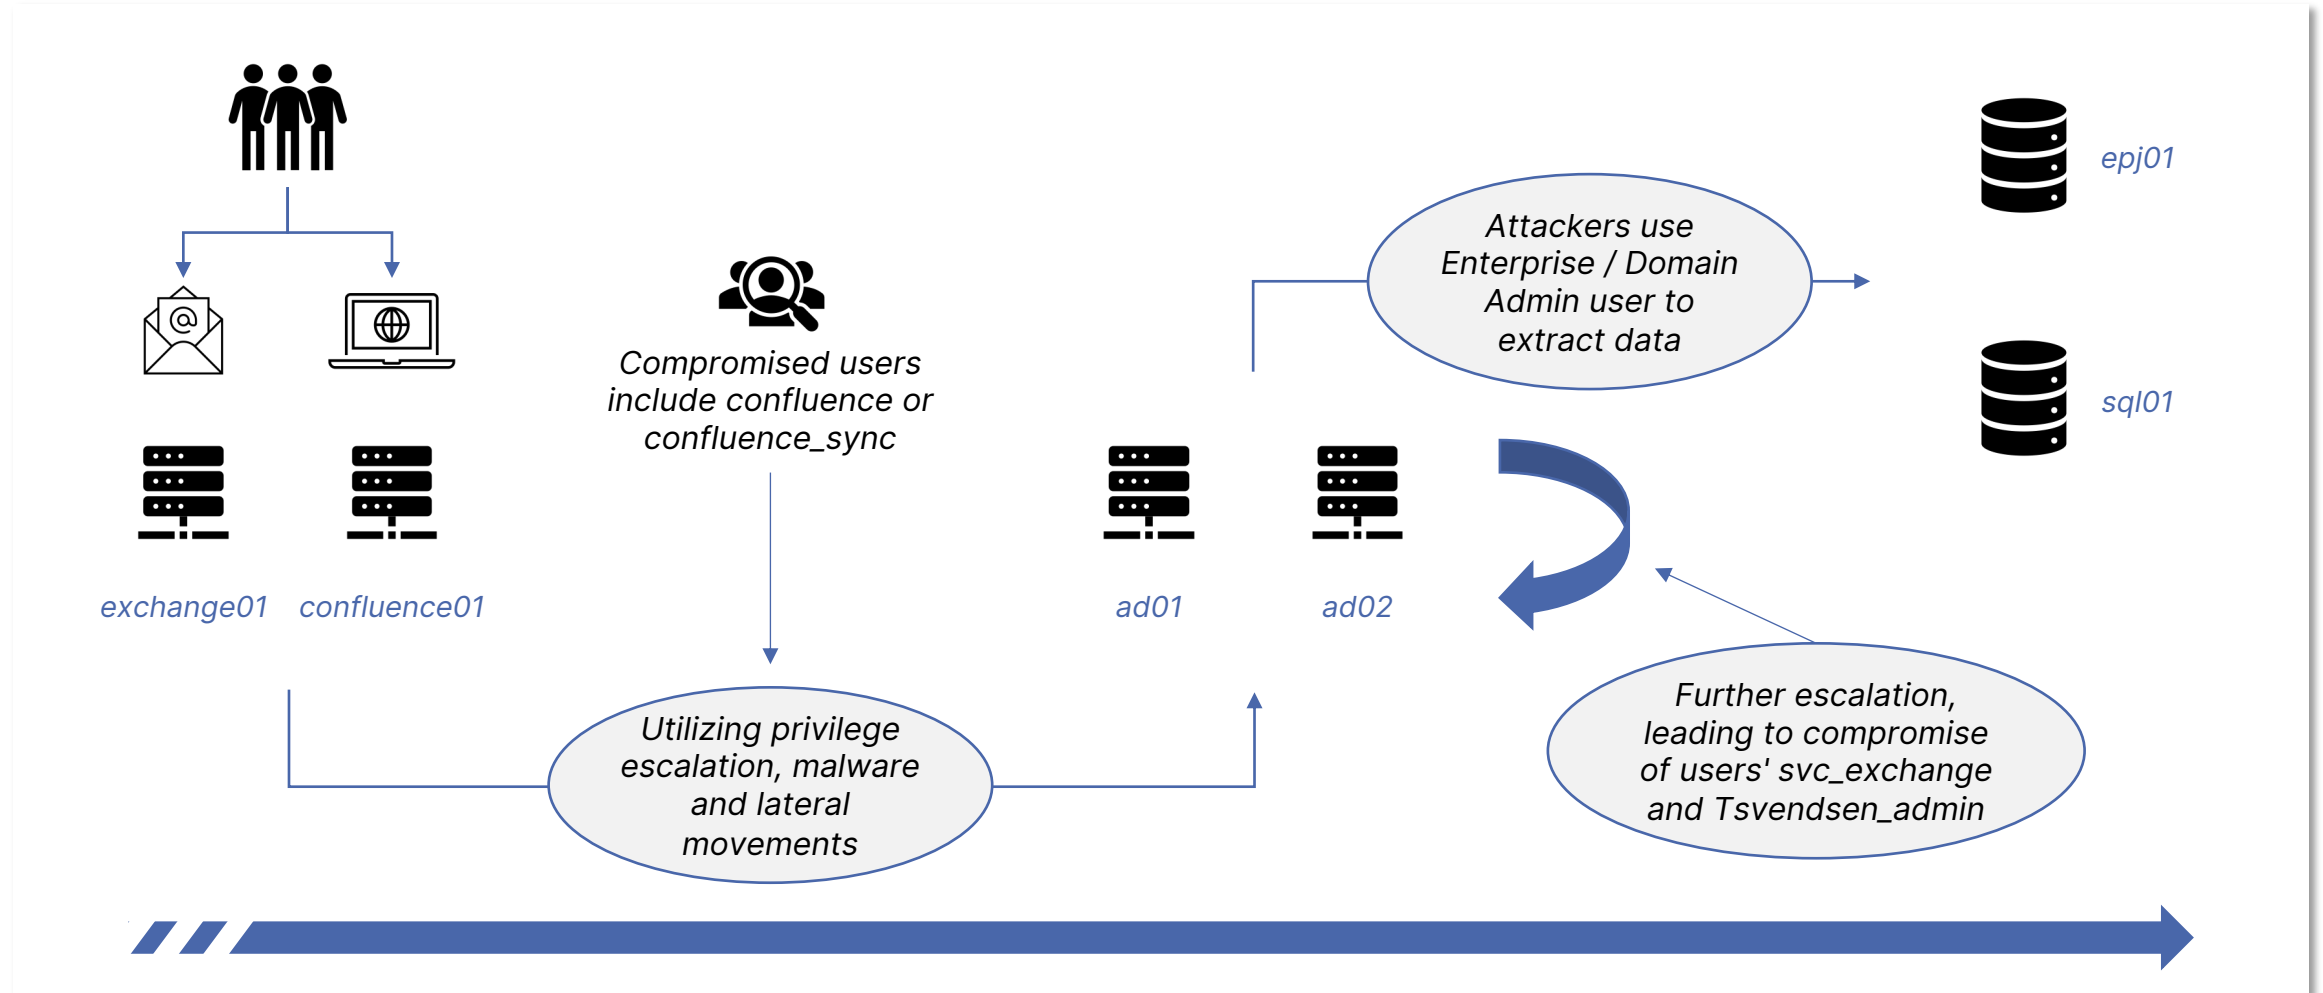 epj01
Attackers use
Enterprise / Domain
Admin user to
extract data
Compromised users
include confluence or
confluence_sync
sql01
exchange01
confluence01
ad01
ad02
Utilizing privilege
escalation, malware
and lateral
movements
Further escalation,
leading to compromise
of users' svc_exchange
and Tsvendsen_admin